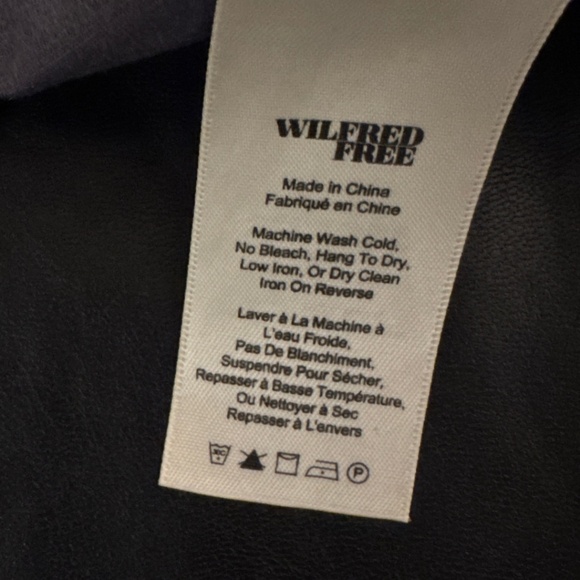 WILFRED
FREE
Made in China
Fabriqué en Chine
Machine Wash Cold,
No Bleach, Hang To Dry,
Low Iron, Or Dry Clean
Iron On Reverse
Laver à La Machine à
L'eau Froide,
Pas De Blanchiment,
Suspendre Pour Sécher,
Repasser à Basse Température,
Ou Nettoyer à Sec
Repasser à L'envers
30C P